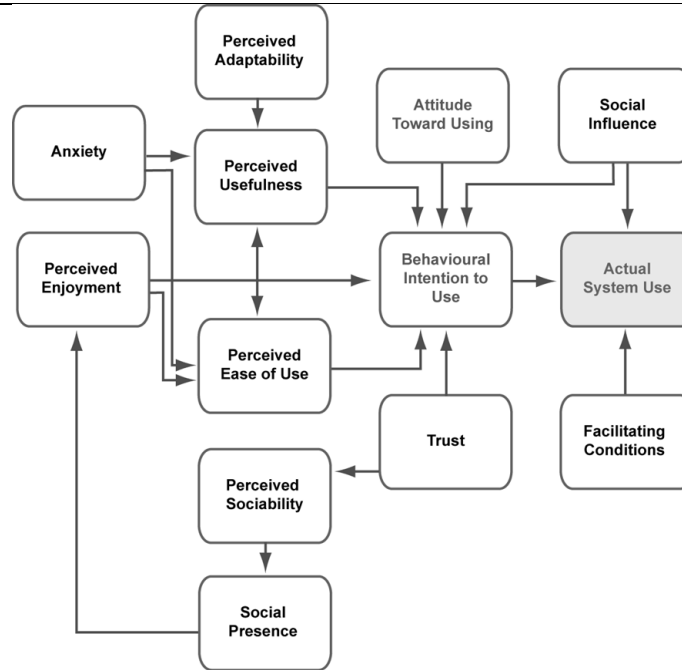 Perceived
Adaptability
Attitude
Toward Using
Social
Influence
Anxiety
Perceived
Usefulness
Perceived
Enjoyment
Behavioural
Intention to
Use
Actual
System Use
Perceived
Ease of Use
Trust
Facilitating
Conditions
Perceived
Sociability
Social
Presence